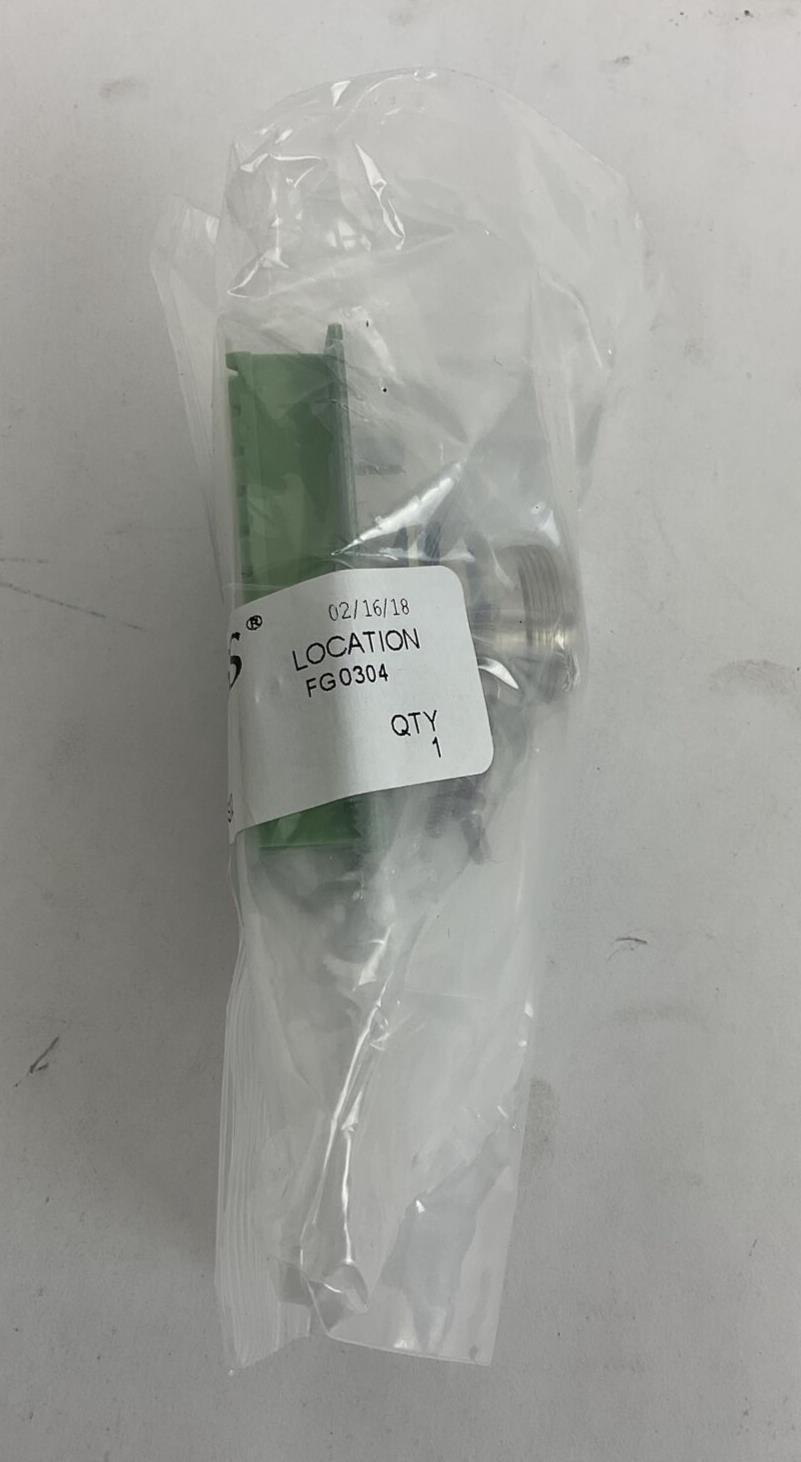 02/16/18
S®
LOCATION
FG0304
QTY
1